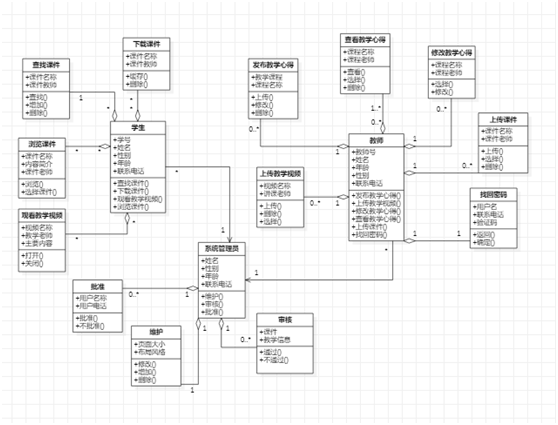 查找课件
+课件名称
+课件教师
+查找()
+增加()
+删除()
下载课件
+课件名称
+课件教师
+缓存()
+删除()
发布教学心得
+教学课程
+课程名称
+上传()
+修改()
+删除()
查看教学心得
+课程名称
+课程老师
+查看()
+选择()
+删除()
修改教学心得
+课程名称
+课程老师
+选择()
+修改()
浏览课件
+课件名称
+内容简介
+课件老师
+浏览()
+选择课件()
学生
+学号
+姓名
+性别
+年龄
+联系电话
+查找课件()
+下载课件()
+观看教学视频()
+浏览课件()
教师
+教师号
+姓名
+年龄
+性别
+联系电话
+发布教学心得()
+上传教学视频()
+修改教学心得()
+查看教学心得()
+上传课件()
+找回密码()
上传课件
+课件名称
+课件老师
+上传()
+选择()
+删除()
上传教学视频
+视频名称
+讲课老师
+上传()
+删除()
+选择()
找回密码
+用户名
+联系电话
+验证码
+返回()
+确定()
观看教学视频
+视频名称
+教学老师
+主要内容
+打开()
+关闭()
系统管理员
+姓名
+性别
+年龄
+联系电话
+维护()
+审核()
+批准()
批准
+用户名称
+用户电话
+批准()
+不批准()
维护
+页面大小
+布局风格
+修改()
+增加()
+删除()
审核
+课件
+教学信息
+通过()
+不通过()
1
*
*
*
*
*
*
*
*
1
0..*
1
1..*
0..*
0..*
1
1
0..*
0..*
1
1
1
*
1
0..*
1
1
1
1
0..*